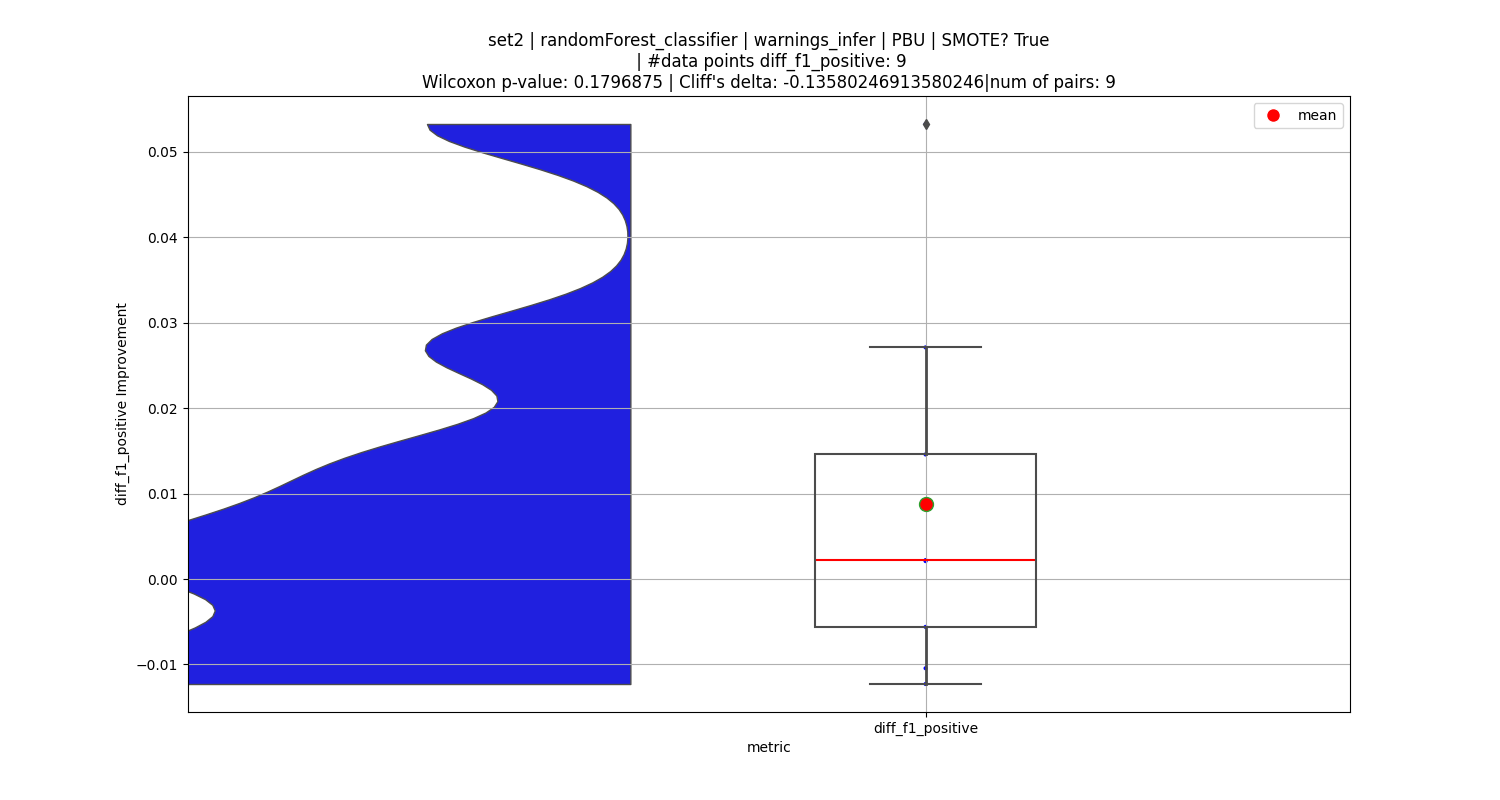 set2 | randomForest_classifier | warnings_infer | PBU | SMOTE? True
| #data points diff_f1_positive: 9
Wilcoxon p-value: 0.1796875 | Cliff's delta: -0.13580246913580246|num of pairs: 9
mean
0.05
0.04
0.03
0.02
0.01
0.00
−0.01
diff_f1_positive Improvement
diff_f1_positive
metric